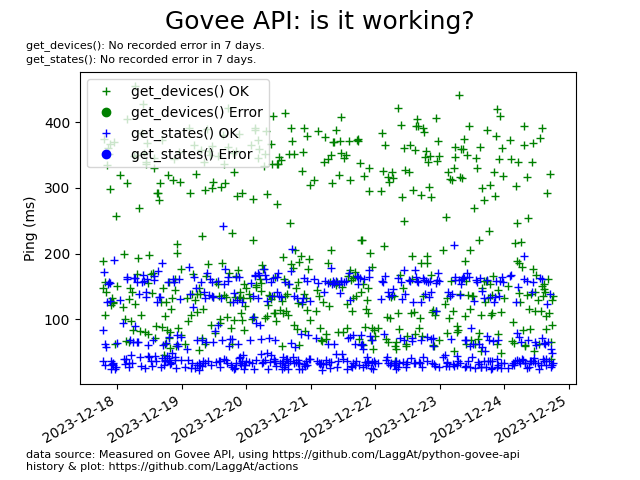 Govee API: is it working?
get_devices(): No recorded error in 7 days.
get_states(): No recorded error in 7 days.
get_devices() OK
get_devices() Error
get_states() OK
get_states() Error
Ping (ms)
400
300
200
100
2023-12-18
2023-12-19
2023-12-20
2023-12-21
2023-12-22
2023-12-23
2023-12-24
2023-12-25
data source: Measured on Govee API, using https://github.com/LaggAt/python-govee-api
history & plot: https://github.com/LaggAt/actions